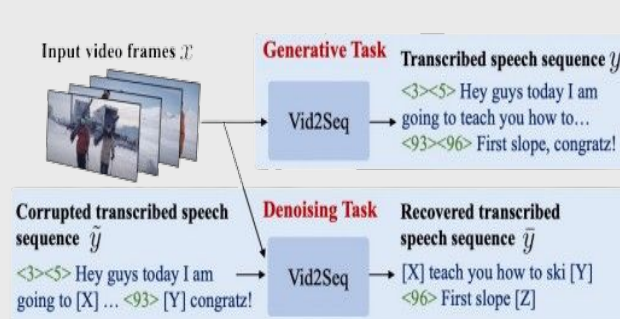 Input video frames x
Generative Task
Transcribed speech sequence y
Vid2Seq
<3><5> Hey guys today I am
going to teach you how to...
<93><96> First slope, congratz!
Corrupted transcribed speech
sequence ỹ
<3><5> Hey guys today I am
going to [X] ... <93> [Y] congratz!
Denoising Task
Vid2Seq
Recovered transcribed
speech sequence ȳ
[X] teach you how to ski [Y]
<96> First slope [Z]